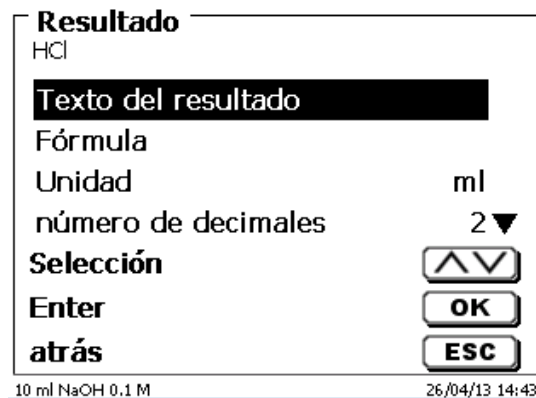 Resultado
HCl
Texto del resultado
Fórmula
Unidad ml
número de decimales 2
Selección
Enter OK
atrás ESC
10 ml NaOH 0.1 M 26/04/13 14:43